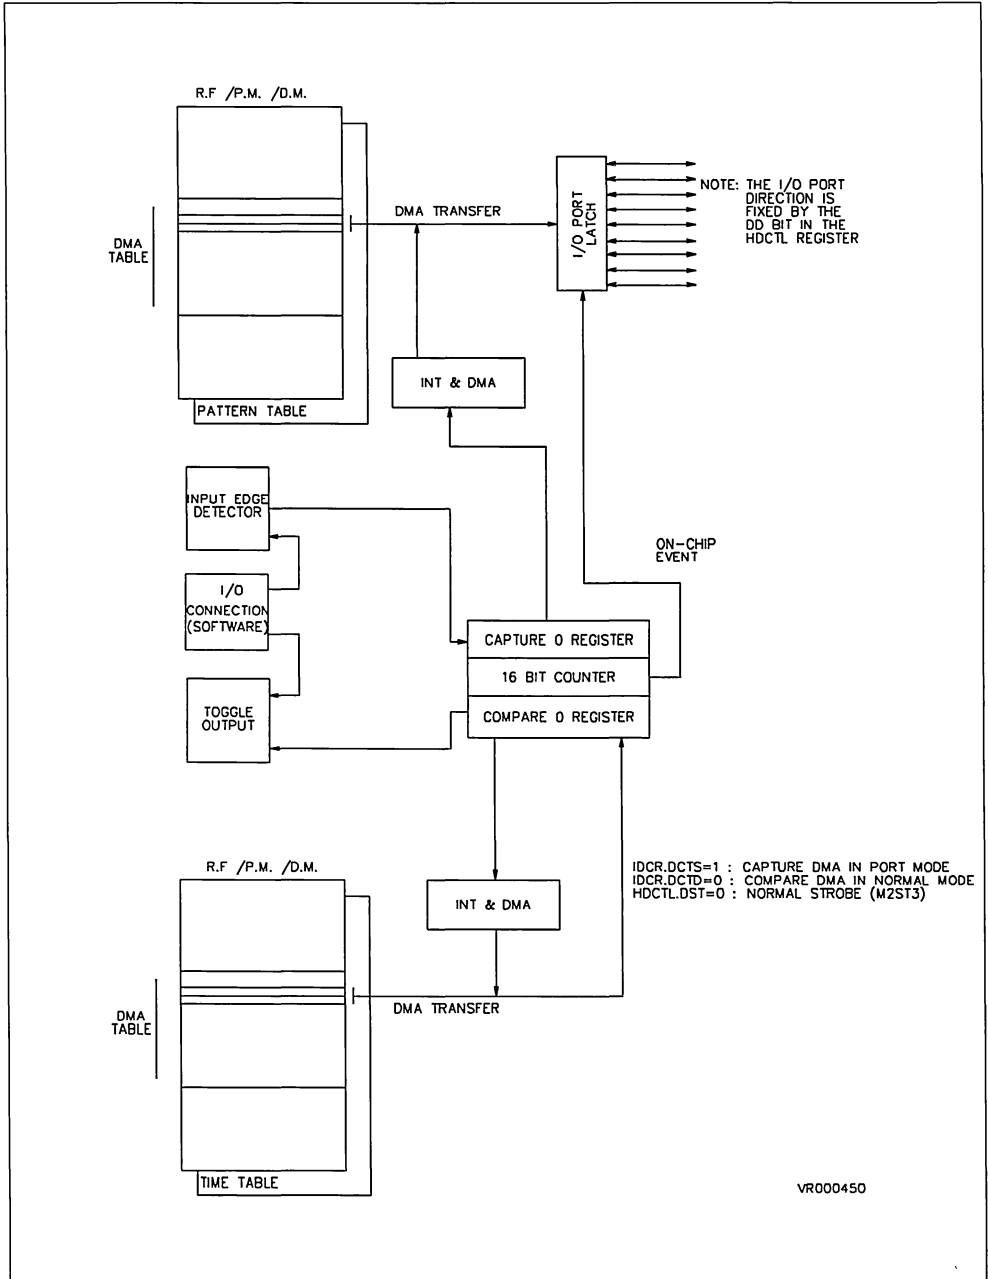 R.F /P.M. /D.M.
DMA
TABLE
DMA TRANSFER
I/O PORT
LATCH
NOTE: THE I/O PORT
DIRECTION IS
FIXED BY THE
DD BIT IN THE
HDCTL REGISTER
INT & DMA
PATTERN TABLE
INPUT EDGE
DETECTOR
I/O
CONNECTION
(SOFTWARE)
TOGGLE
OUTPUT
ON-CHIP
EVENT
CAPTURE 0 REGISTER
16 BIT COUNTER
COMPARE 0 REGISTER
R.F /P.M. /D.M.
IDCR.DCTS=1 : CAPTURE DMA IN PORT MODE
IDCR.DCTD=0 : COMPARE DMA IN NORMAL MODE
HDCTL.DST=0 : NORMAL STROBE (M2ST3)
INT & DMA
DMA
TABLE
DMA TRANSFER
TIME TABLE
VR000450